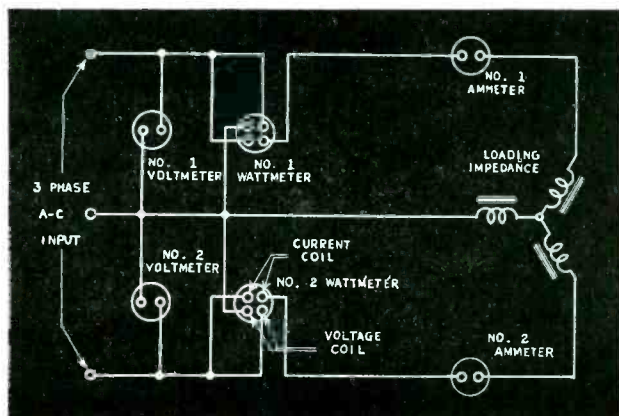 NO. 1
AMMETER
NO. 1
VOLTMETER
NO. 1
WATTMETER
LOADING
IMPEDANCE
3 PHASE
A-C
INPUT
NO. 2
VOLTMETER
CURRENT
COIL
NO. 2 WATTMETER
VOLTAGE
COIL
NO. 2
AMMETER